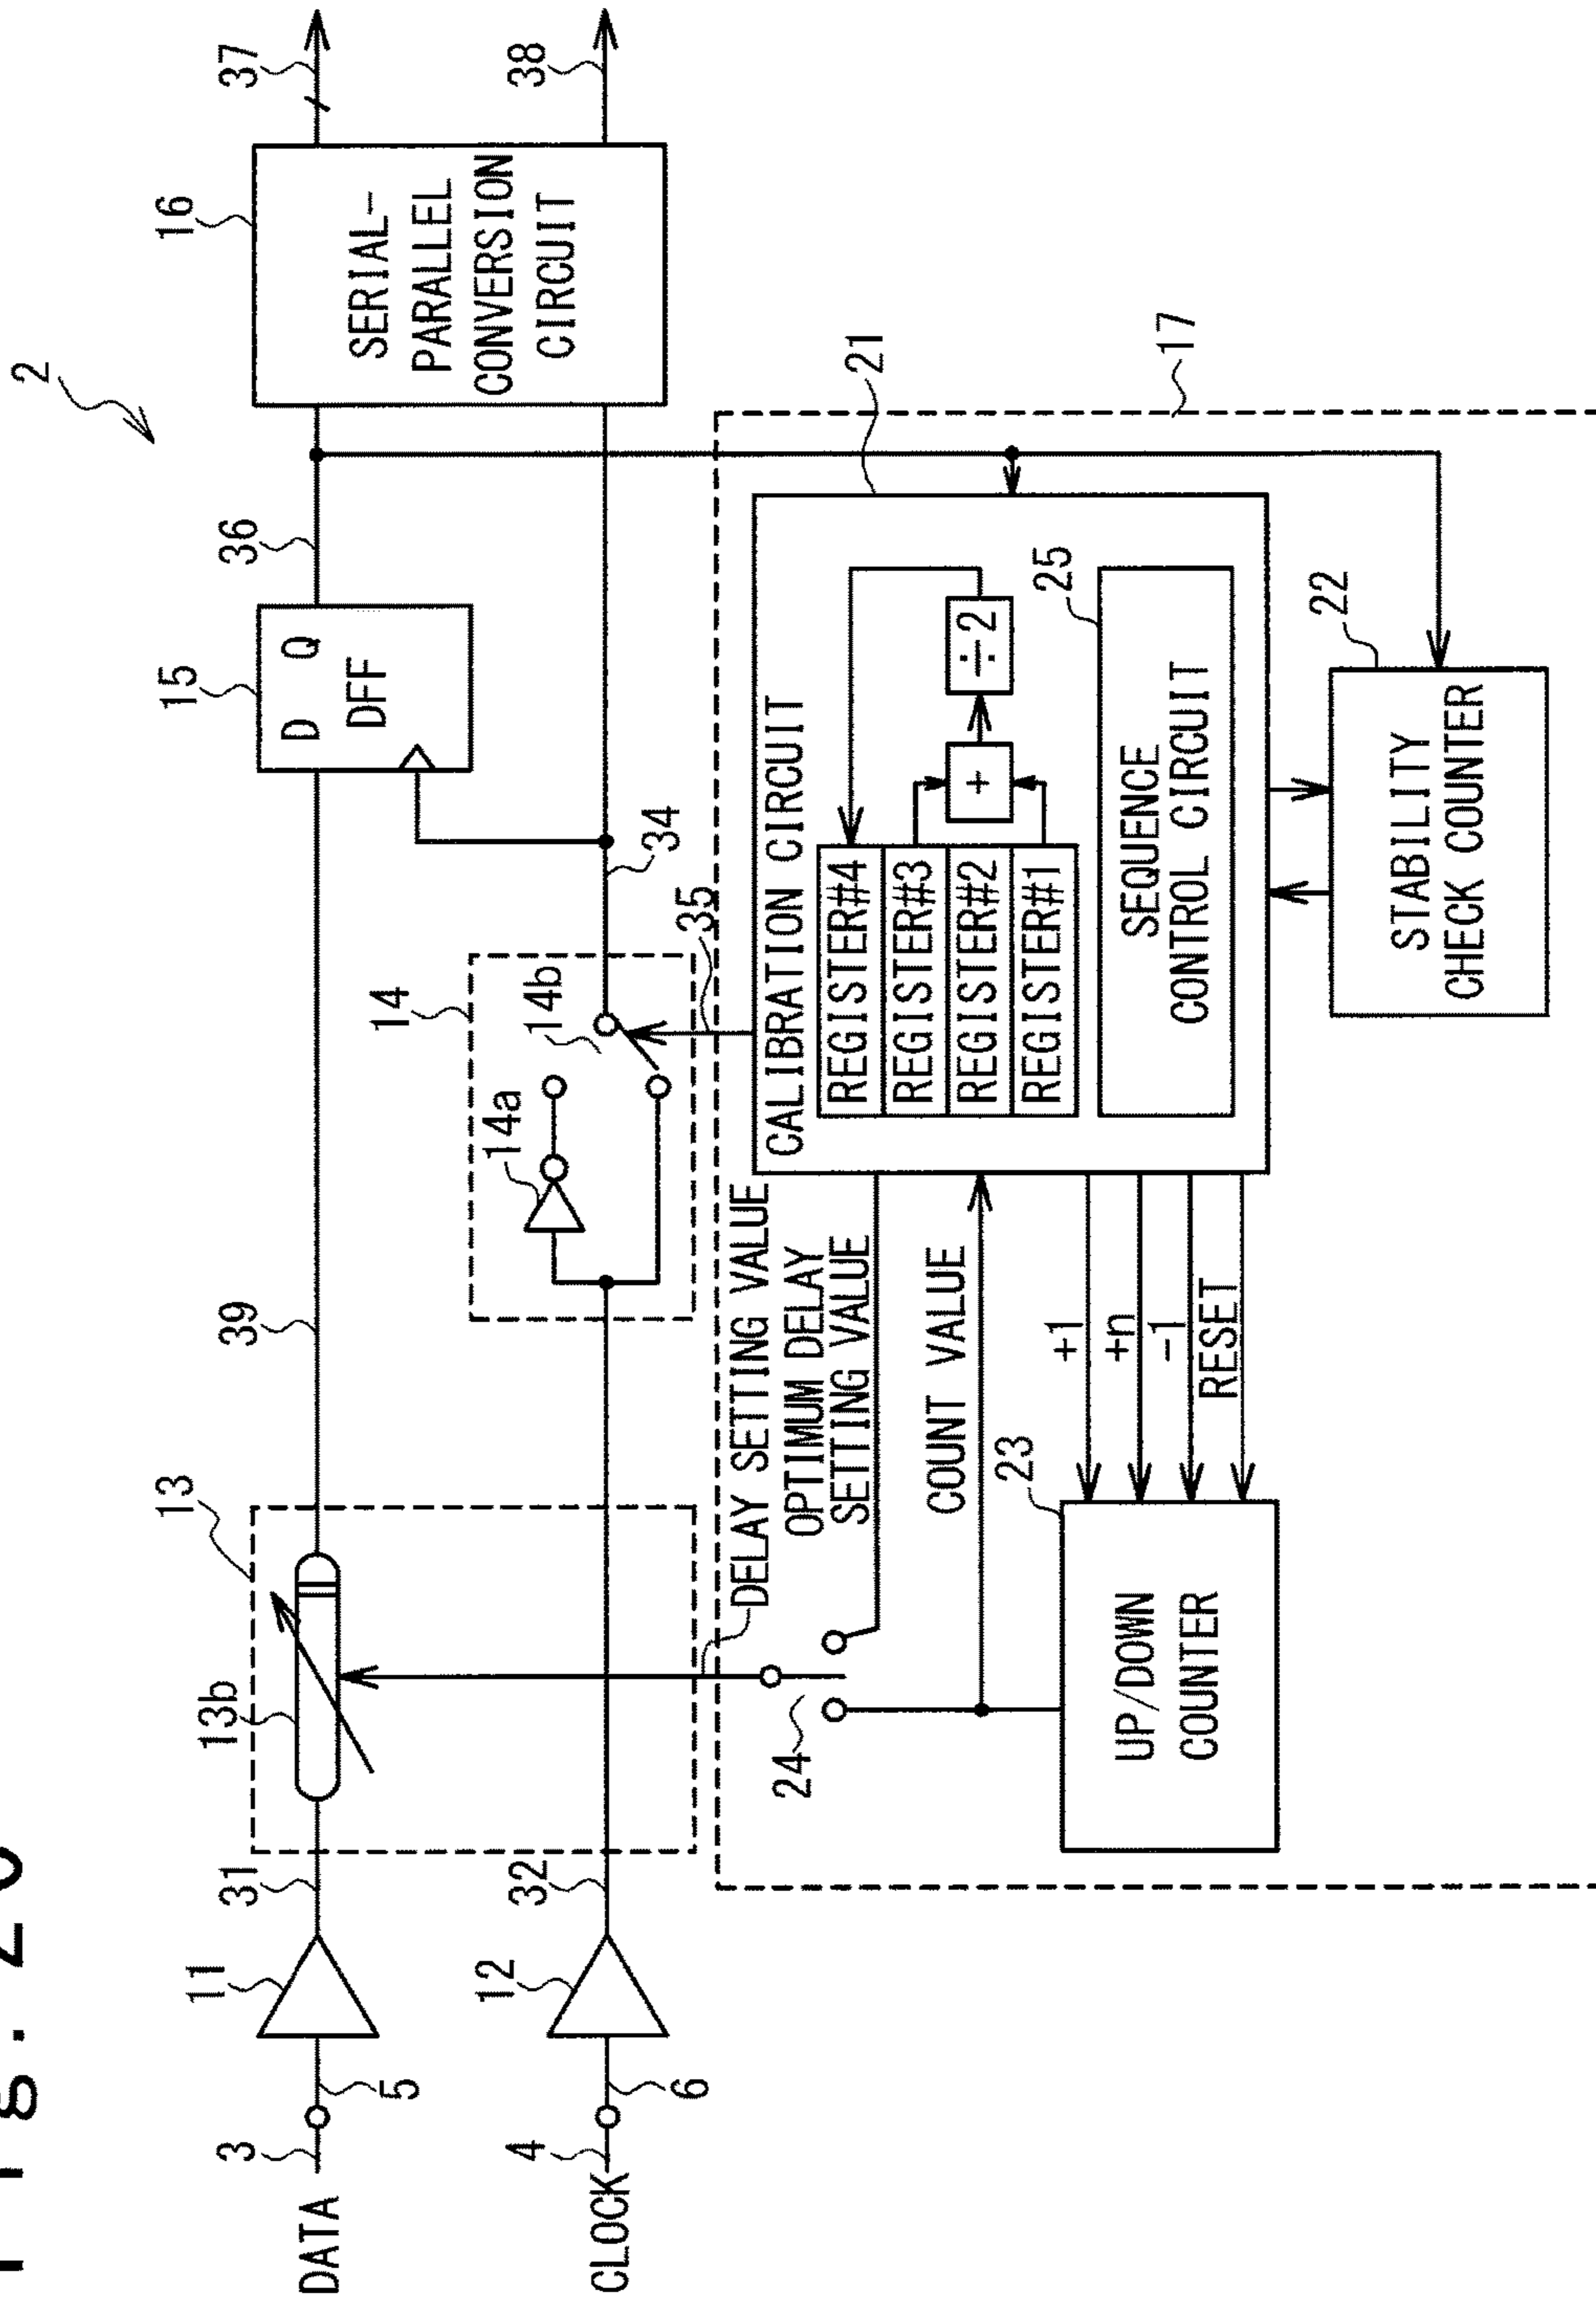 2
DATA
3
5
11
31
13
13b
39
15
D Q
DFF
36
16
SERIAL-
PARALLEL
CONVERSION
CIRCUIT
37
CLOCK
4
6
12
32
14
14a
14b
34
38
35
DELAY SETTING VALUE
OPTIMUM DELAY
SETTING VALUE
24
COUNT VALUE
23
UP/DOWN
COUNTER
+1
+n
-1
RESET
CALIBRATION CIRCUIT
21
17
REGISTER#4
REGISTER#3
REGISTER#2
REGISTER#1
+
÷2
25
SEQUENCE
CONTROL CIRCUIT
22
STABILITY
CHECK COUNTER